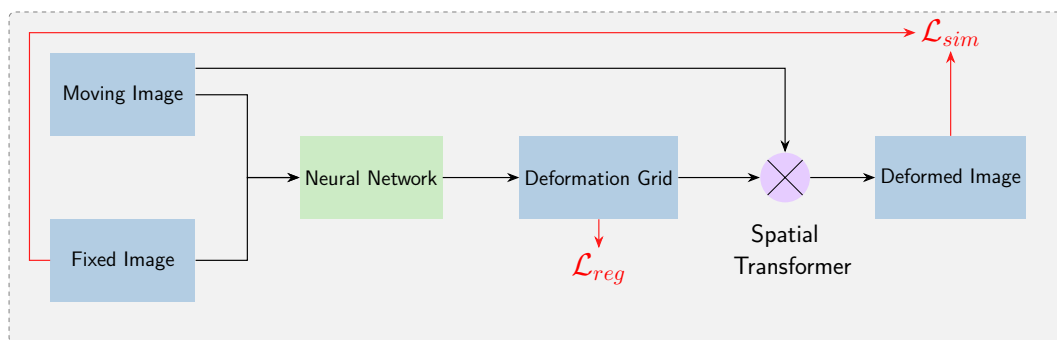 ℒ_sim
Moving Image
Neural Network
Deformation Grid
Deformed Image
Fixed Image
ℒ_reg
Spatial
Transformer